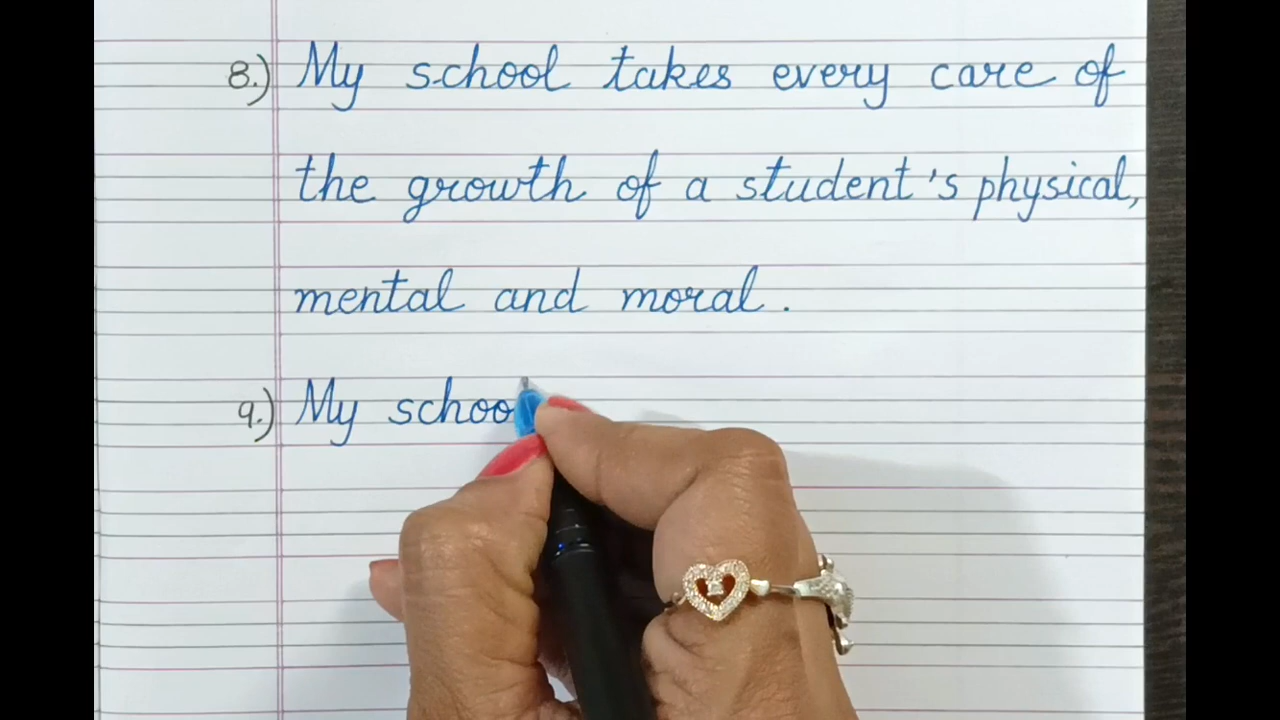 8.) My school takes every care of
the growth of a student's physical,
mental and moral.
9.) My schoo